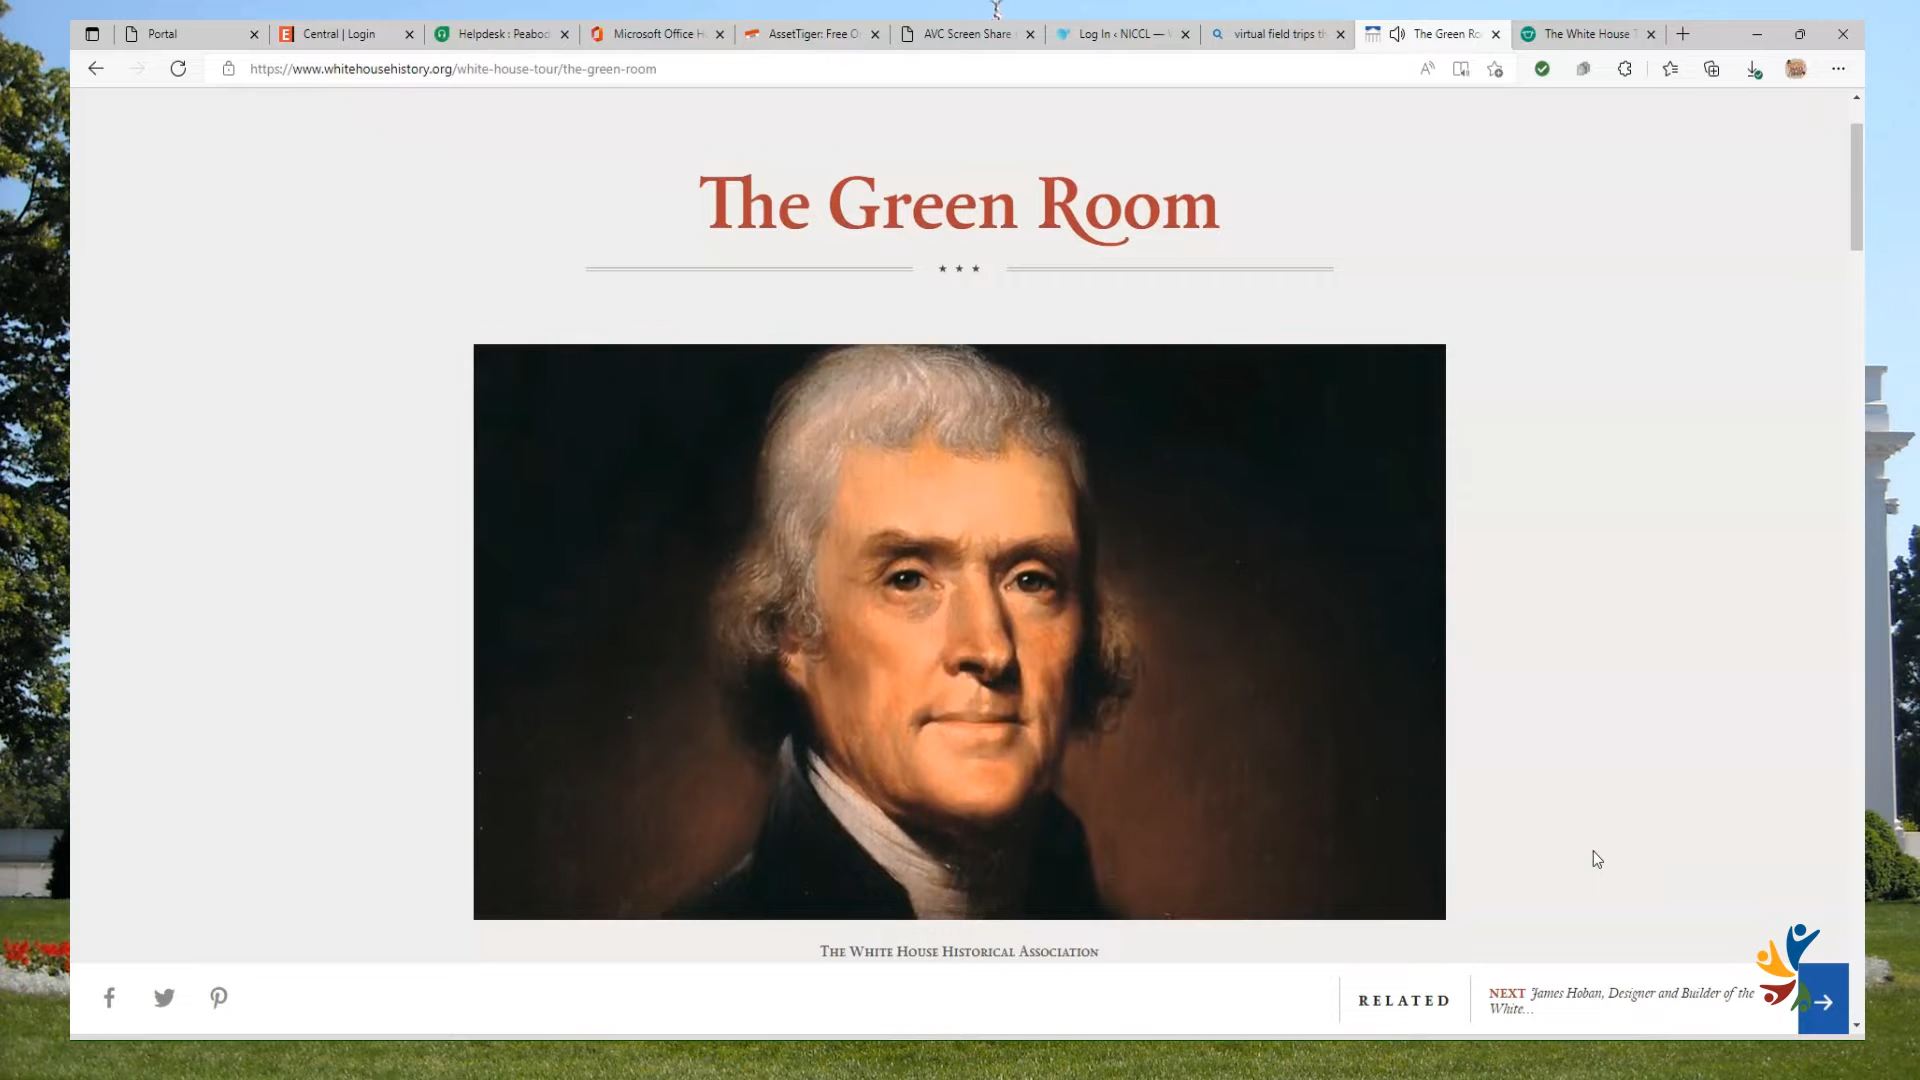 Portal
Central | Login
Helpdesk : Peabod
Microsoft Office H
AssetTiger: Free O
AVC Screen Share
Log In ‹ NICCL —
virtual field trips th
The Green Ro
The White House T
https://www.whitehousehistory.org/white-house-tour/the-green-room
The Green Room
The White House Historical Association
RELATED
NEXT James Hoban, Designer and Builder of the
White...